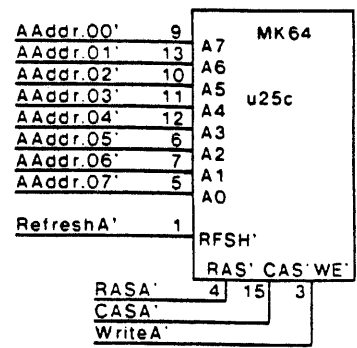 AAddr.00' 9 A7 MK64
AAddr.01' 13 A6
AAddr.02' 10 A5 u25c
AAddr.03' 11 A4
AAddr.04' 12 A3
AAddr.05' 6 A2
AAddr.06' 7 A1
AAddr.07' 5 A0
RefreshA' 1 RFSH'
RAS' CAS' WE'
RASA' 4 15 3
CASA'
WriteA'